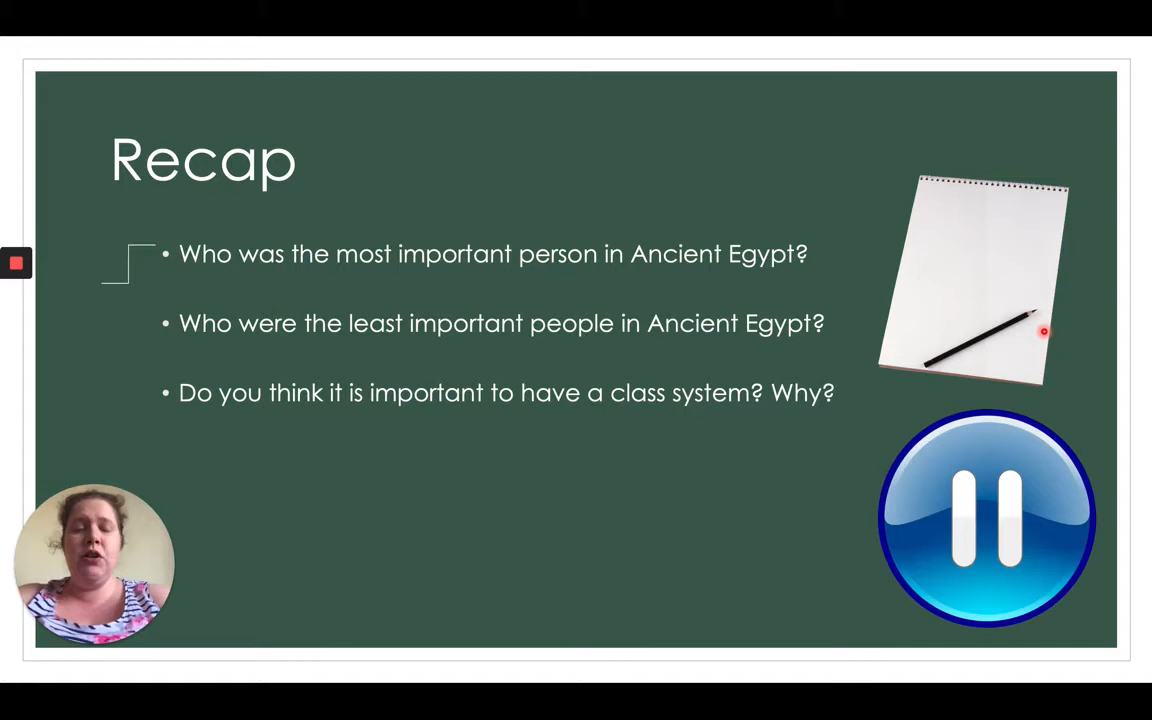 Recap
• Who was the most important person in Ancient Egypt?
• Who were the least important people in Ancient Egypt?
• Do you think it is important to have a class system? Why?